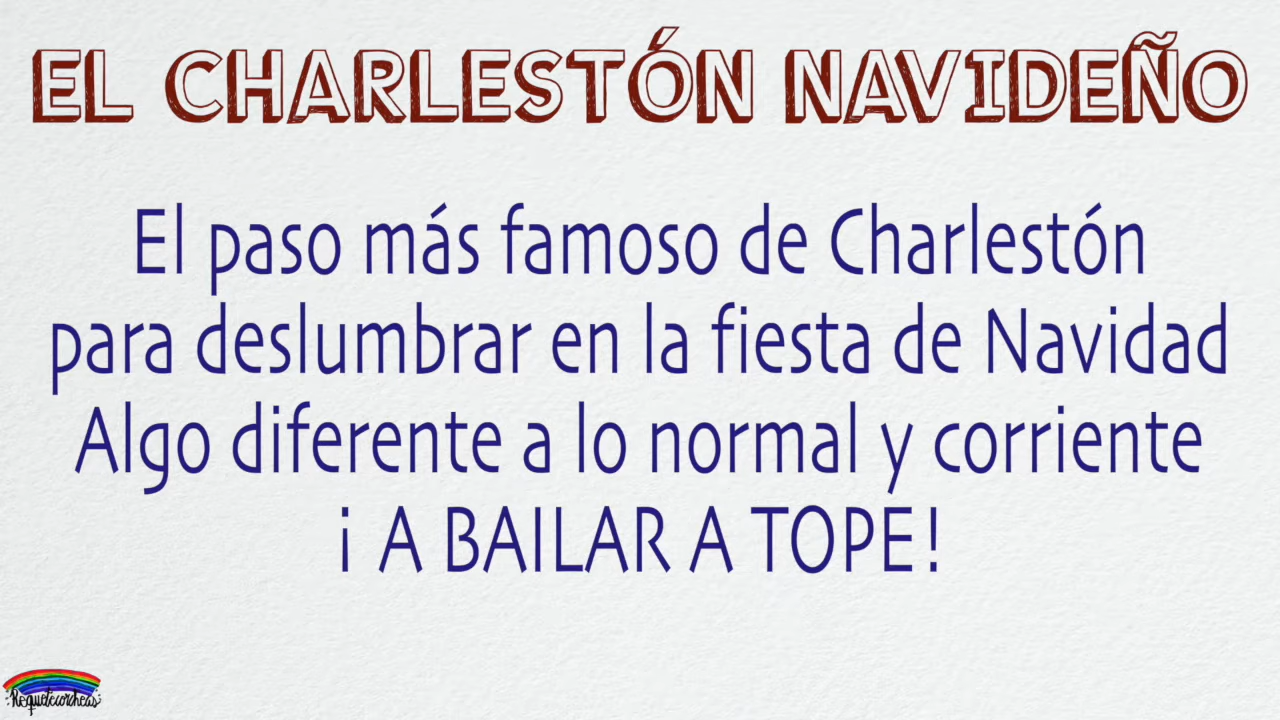 EL CHARLESTÓN NAVIDEÑO
El paso más famoso de Charlestón
para deslumbrar en la fiesta de Navidad
Algo diferente a lo normal y corriente
¡ A BAILAR A TOPE!
Requetecorcheas